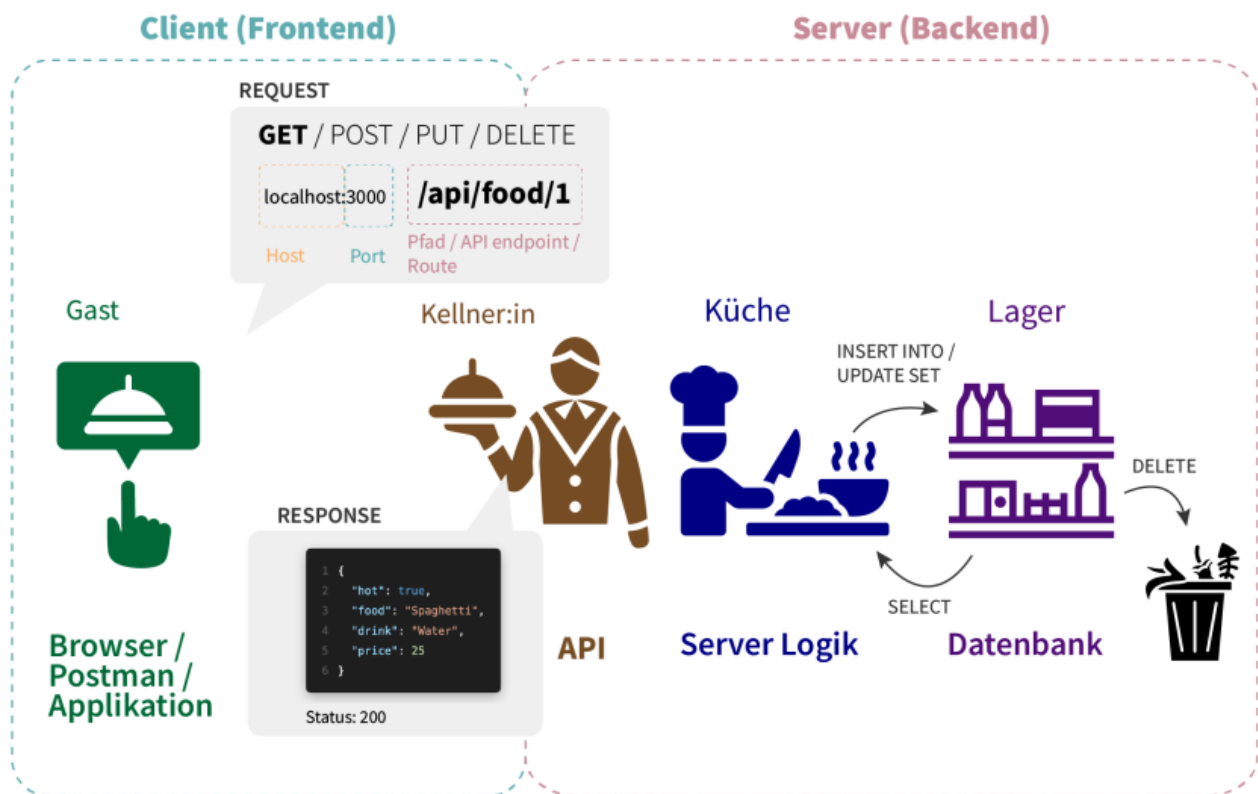 Client (Frontend)
Server (Backend)
REQUEST
GET / POST / PUT / DELETE
localhost:3000
/api/food/1
Host
Port
Pfad / API endpoint /
Route
Gast
Kellner:in
Küche
Lager
INSERT INTO /
UPDATE SET
DELETE
SELECT
RESPONSE
1 {
2 "hot": true,
3 "food": "Spaghetti",
4 "drink": "Water",
5 "price": 25
6 }
Status: 200
Browser /
Postman /
Applikation
API
Server Logik
Datenbank